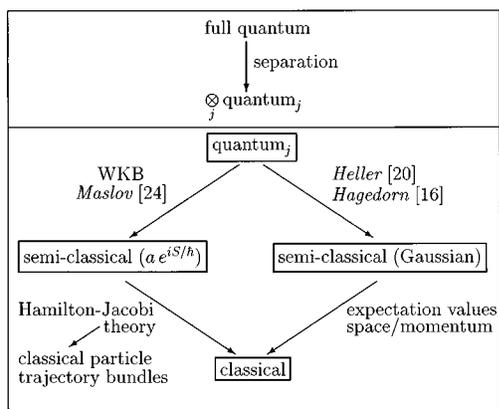 full quantum
separation
⊗ quantum_j
j
quantum_j
WKB
Maslov [24]
Heller [20]
Hagedorn [16]
semi-classical (a e^{iS/ℏ})
semi-classical (Gaussian)
Hamilton-Jacobi
theory
expectation values
space/momentum
classical particle
trajectory bundles
classical